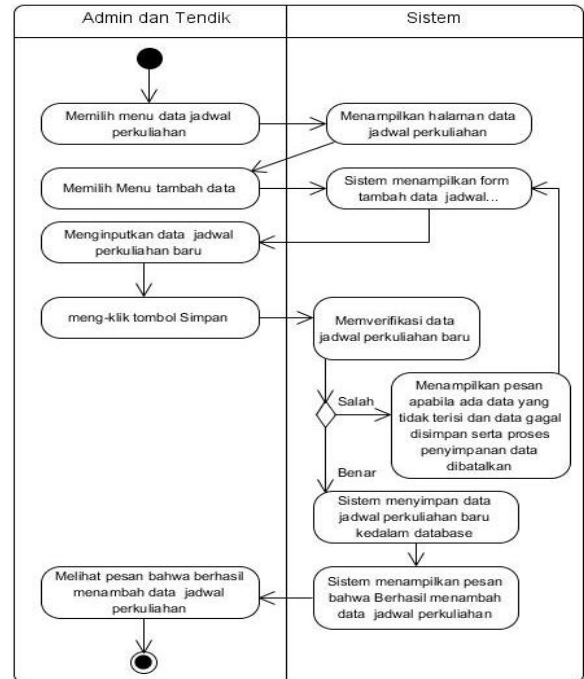 Admin dan Tendik
Sistem
Memilih menu data jadwal
perkuliahan
Menampilkan halaman data
jadwal perkuliahan
Memilih Menu tambah data
Sistem menampilkan form
tambah data jadwal...
Menginputkan data jadwal
perkuliahan baru
meng-klik tombol Simpan
Memverifikasi data
jadwal perkuliahan baru
Salah
Menampilkan pesan
apabila ada data yang
tidak terisi dan data gagal
disimpan serta proses
penyimpanan data
dibatalkan
Benar
Sistem menyimpan data
jadwal perkuliahan baru
kedalam database
Sistem menampilkan pesan
bahwa Berhasil menambah
data jadwal perkuliahan
Melihat pesan bahwa berhasil
menambah data jadwal
perkuliahan